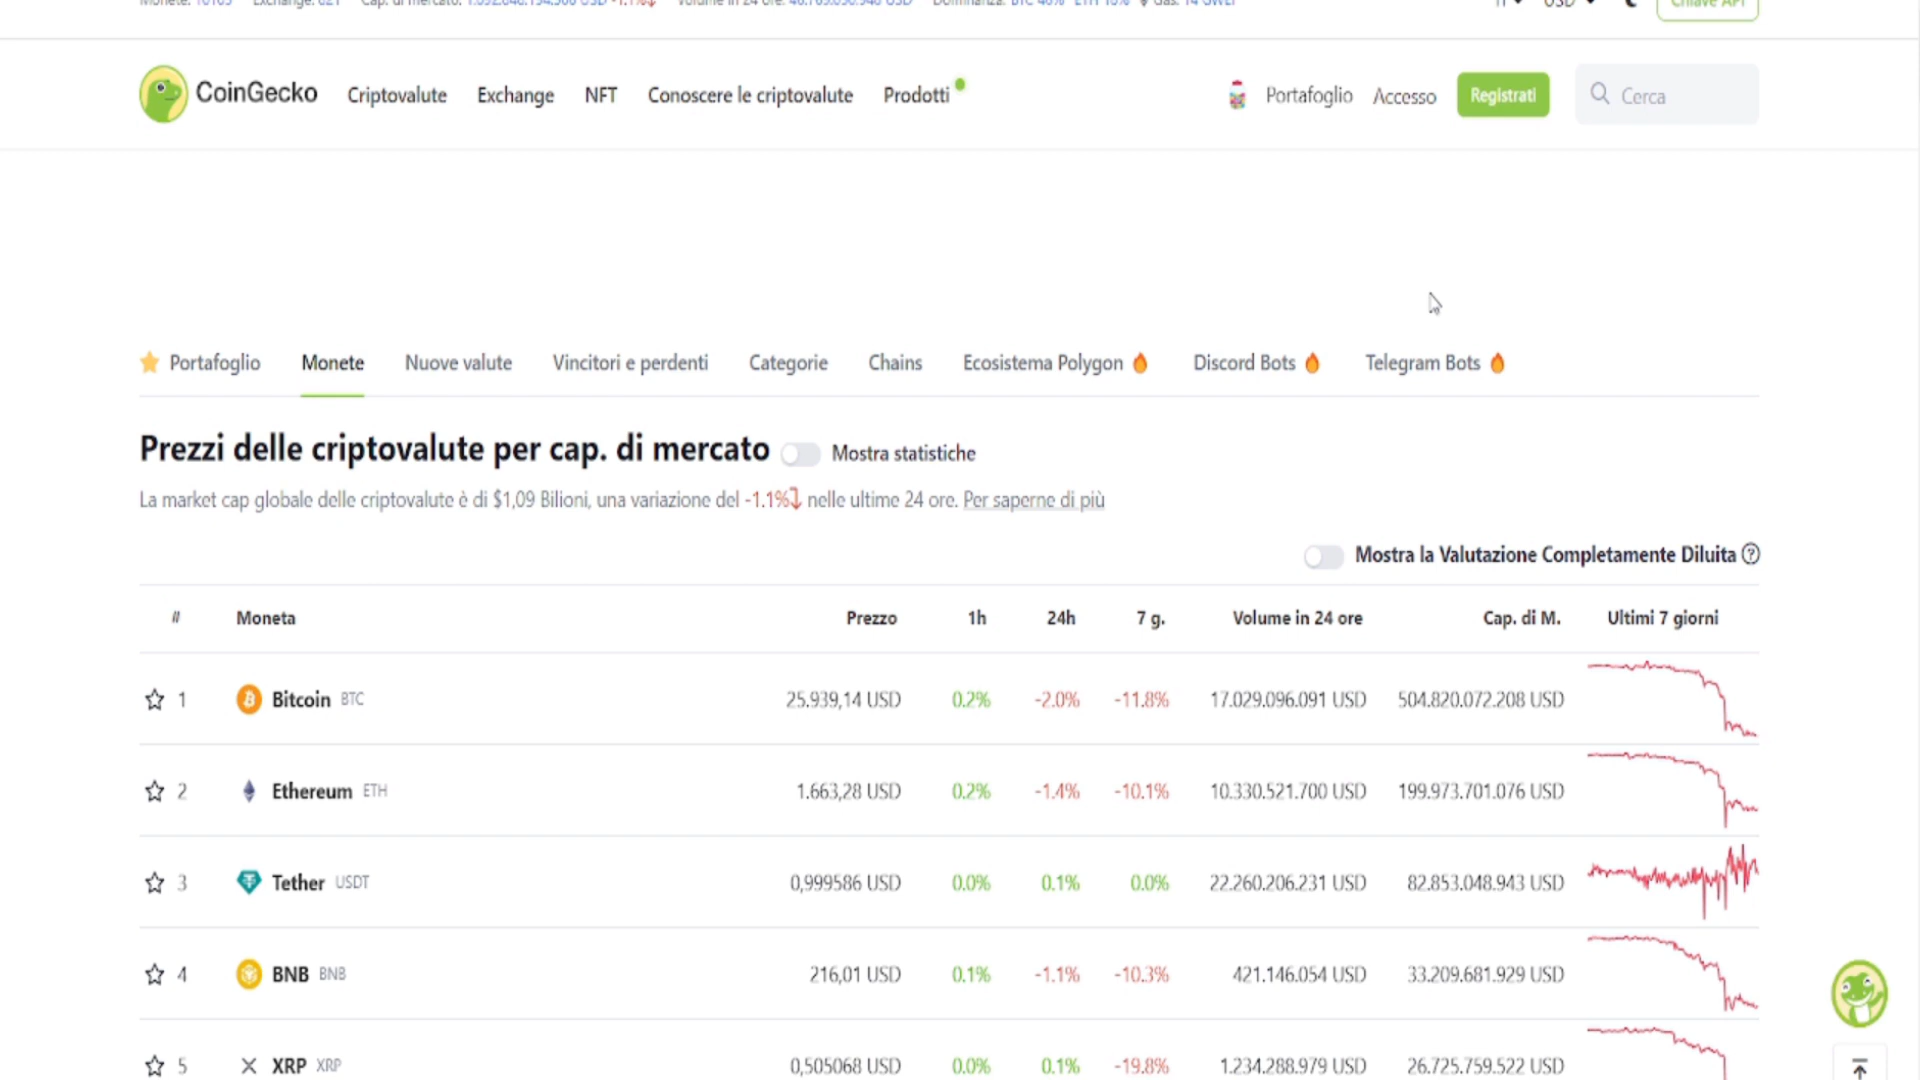 CoinGecko Criptovalute Exchange NFT Conoscere le criptovalute Prodotti Portafoglio Accesso Registrati Cerca
Portafoglio Monete Nuove valute Vincitori e perdenti Categorie Chains Ecosistema Polygon Discord Bots Telegram Bots
Prezzi delle criptovalute per cap. di mercato Mostra statistiche
La market cap globale delle criptovalute è di $1,09 Bilioni, una variazione del -1.1% nelle ultime 24 ore. Per saperne di più
Mostra la Valutazione Completamente Diluita
# Moneta Prezzo 1h 24h 7 g. Volume in 24 ore Cap. di M. Ultimi 7 giorni
1 Bitcoin BTC 25.939,14 USD 0.2% -2.0% -11.8% 17.029.096.091 USD 504.820.072.208 USD
2 Ethereum ETH 1.663,28 USD 0.2% -1.4% -10.1% 10.330.521.700 USD 199.973.701.076 USD
3 Tether USDT 0,999586 USD 0.0% 0.1% 0.0% 22.260.206.231 USD 82.853.048.943 USD
4 BNB BNB 216,01 USD 0.1% -1.1% -10.3% 421.146.054 USD 33.209.681.929 USD
5 XRP XRP 0,505068 USD 0.0% 0.1% -19.8% 1.234.288.979 USD 26.725.759.522 USD